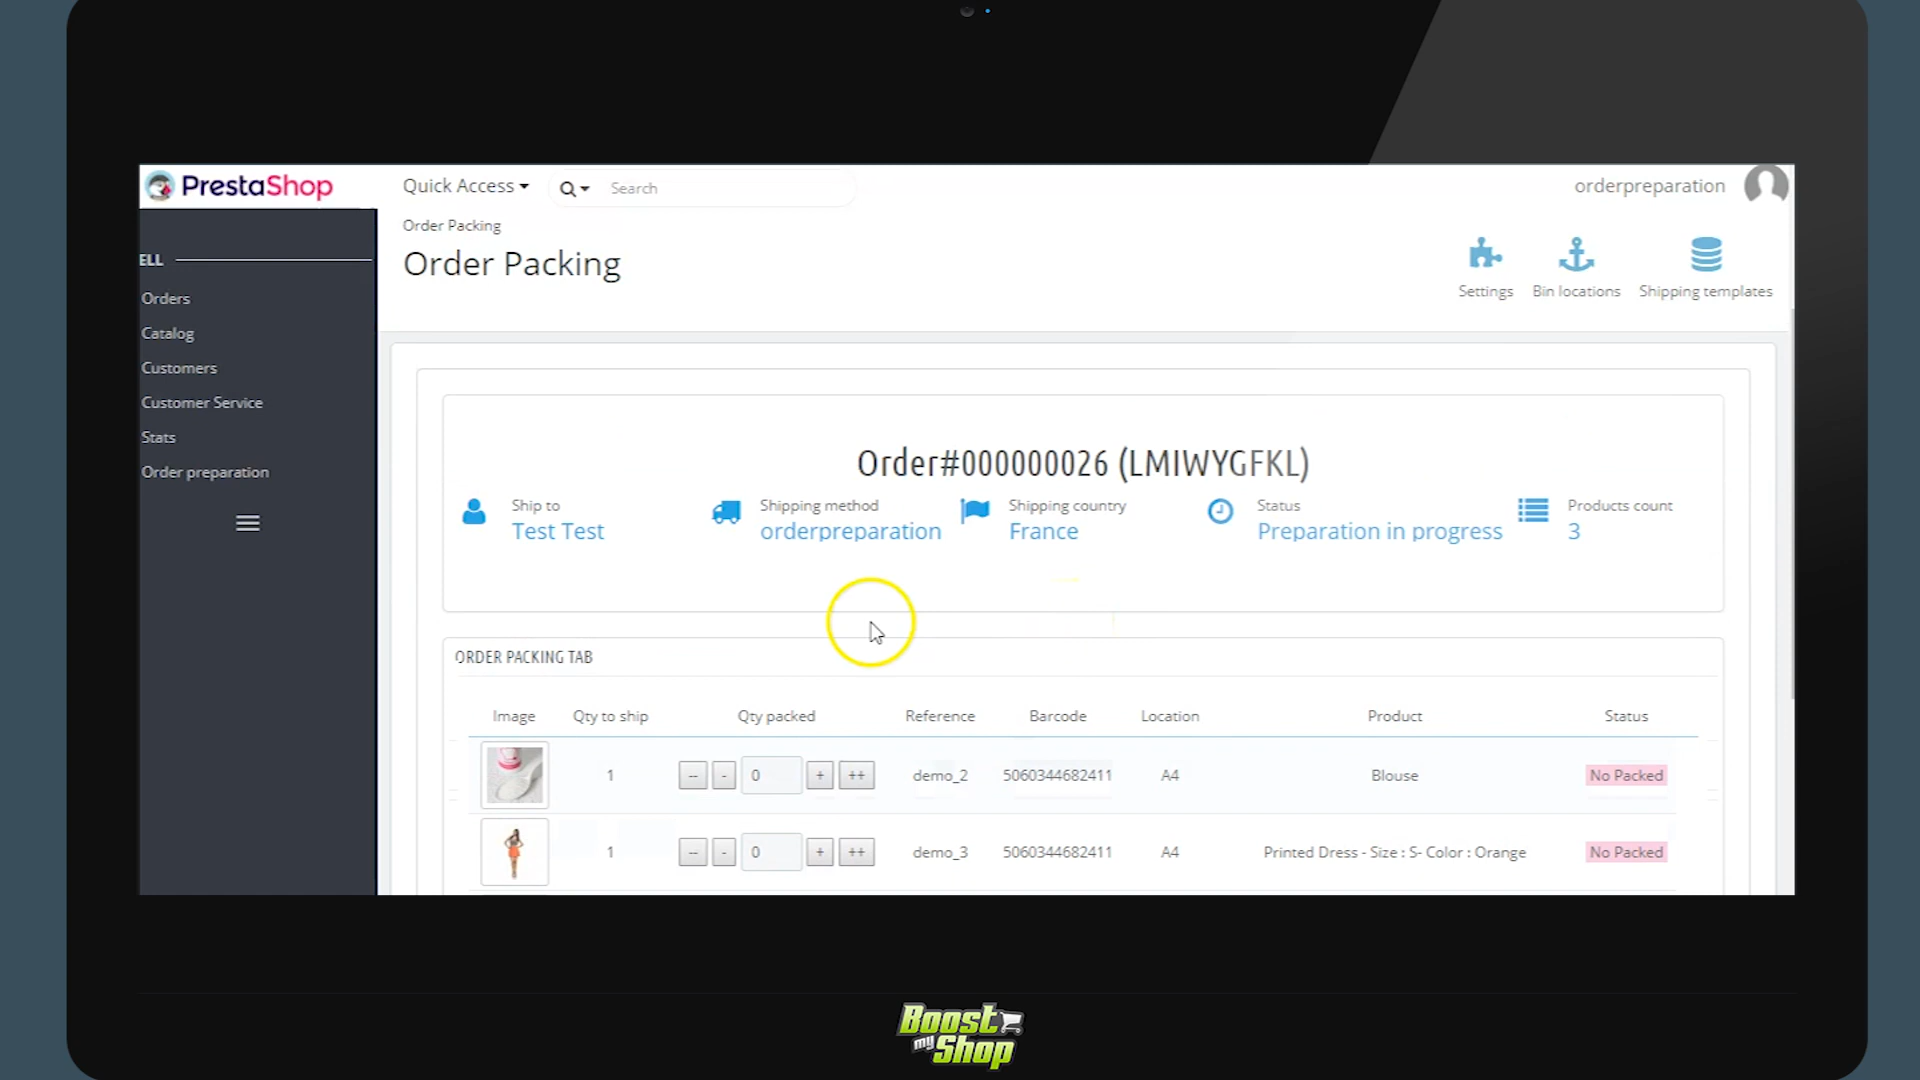 PrestaShop
Quick Access
Search
orderpreparation
Order Packing
Order Packing
Settings
Bin locations
Shipping templates
ELL
Orders
Catalog
Customers
Customer Service
Stats
Order preparation
Order#000000026 (LMIWYGFKL)
Ship to
Test Test
Shipping method
orderpreparation
Shipping country
France
Status
Preparation in progress
Products count
3
ORDER PACKING TAB
Image Qty to ship Qty packed Reference Barcode Location Product Status
1 -- - 0 + ++ demo_2 5060344682411 A4 Blouse No Packed
1 -- - 0 + ++ demo_3 5060344682411 A4 Printed Dress - Size : S- Color : Orange No Packed
Boost
my Shop